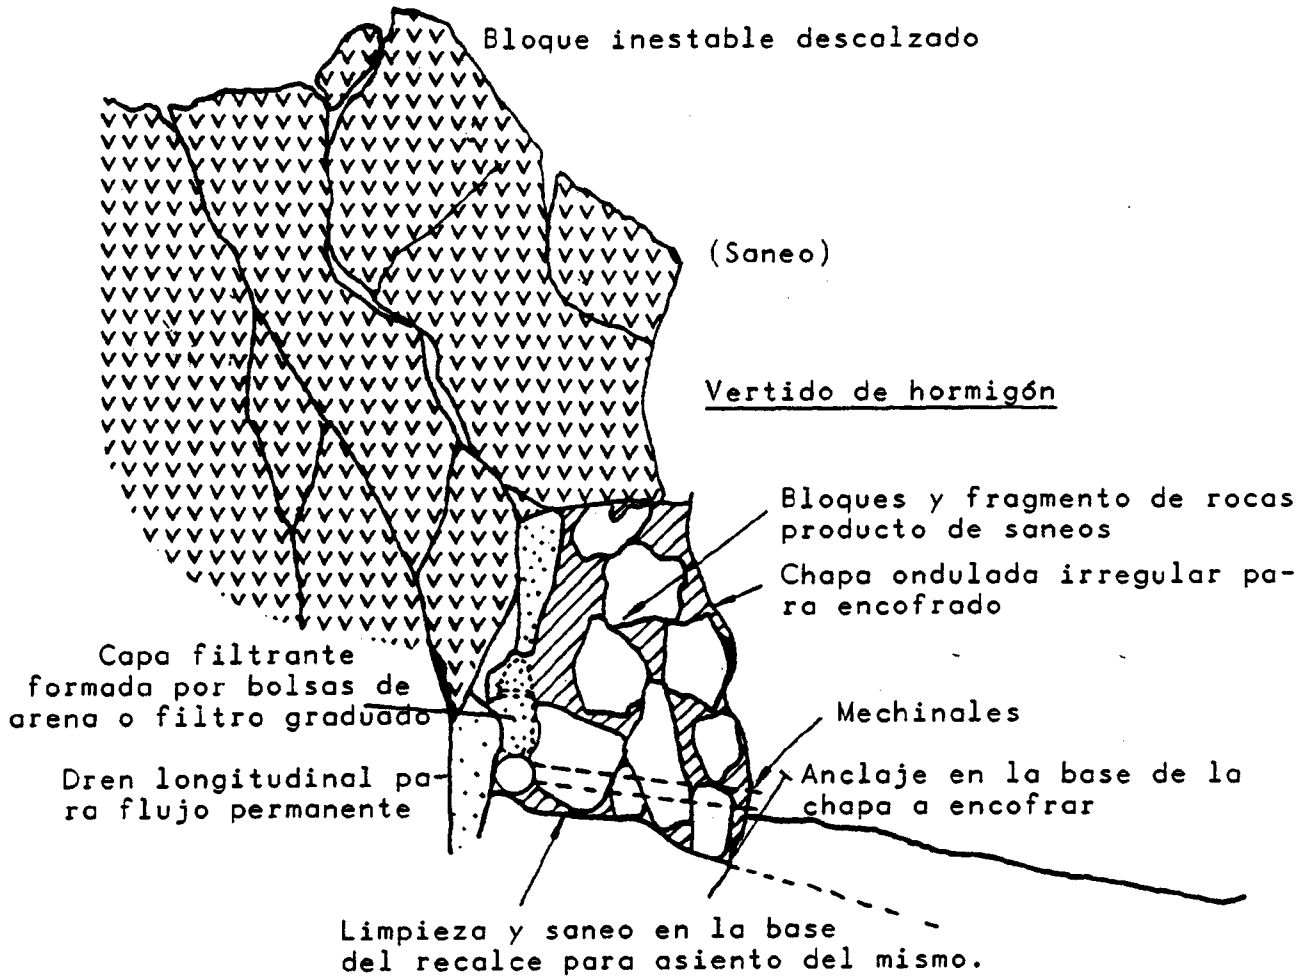 Bloque inestable descalzado
(Saneo)
Vertido de hormigón
Bloques y fragmento de rocas
producto de saneos
Chapa ondulada irregular pa-
ra encofrado
Capa filtrante
formada por bolsas de
arena o filtro graduado
Mechinales
Dren longitudinal pa-
ra flujo permanente
Anclaje en la base de la
chapa a encofrar
Limpieza y saneo en la base
del recalce para asiento del mismo.